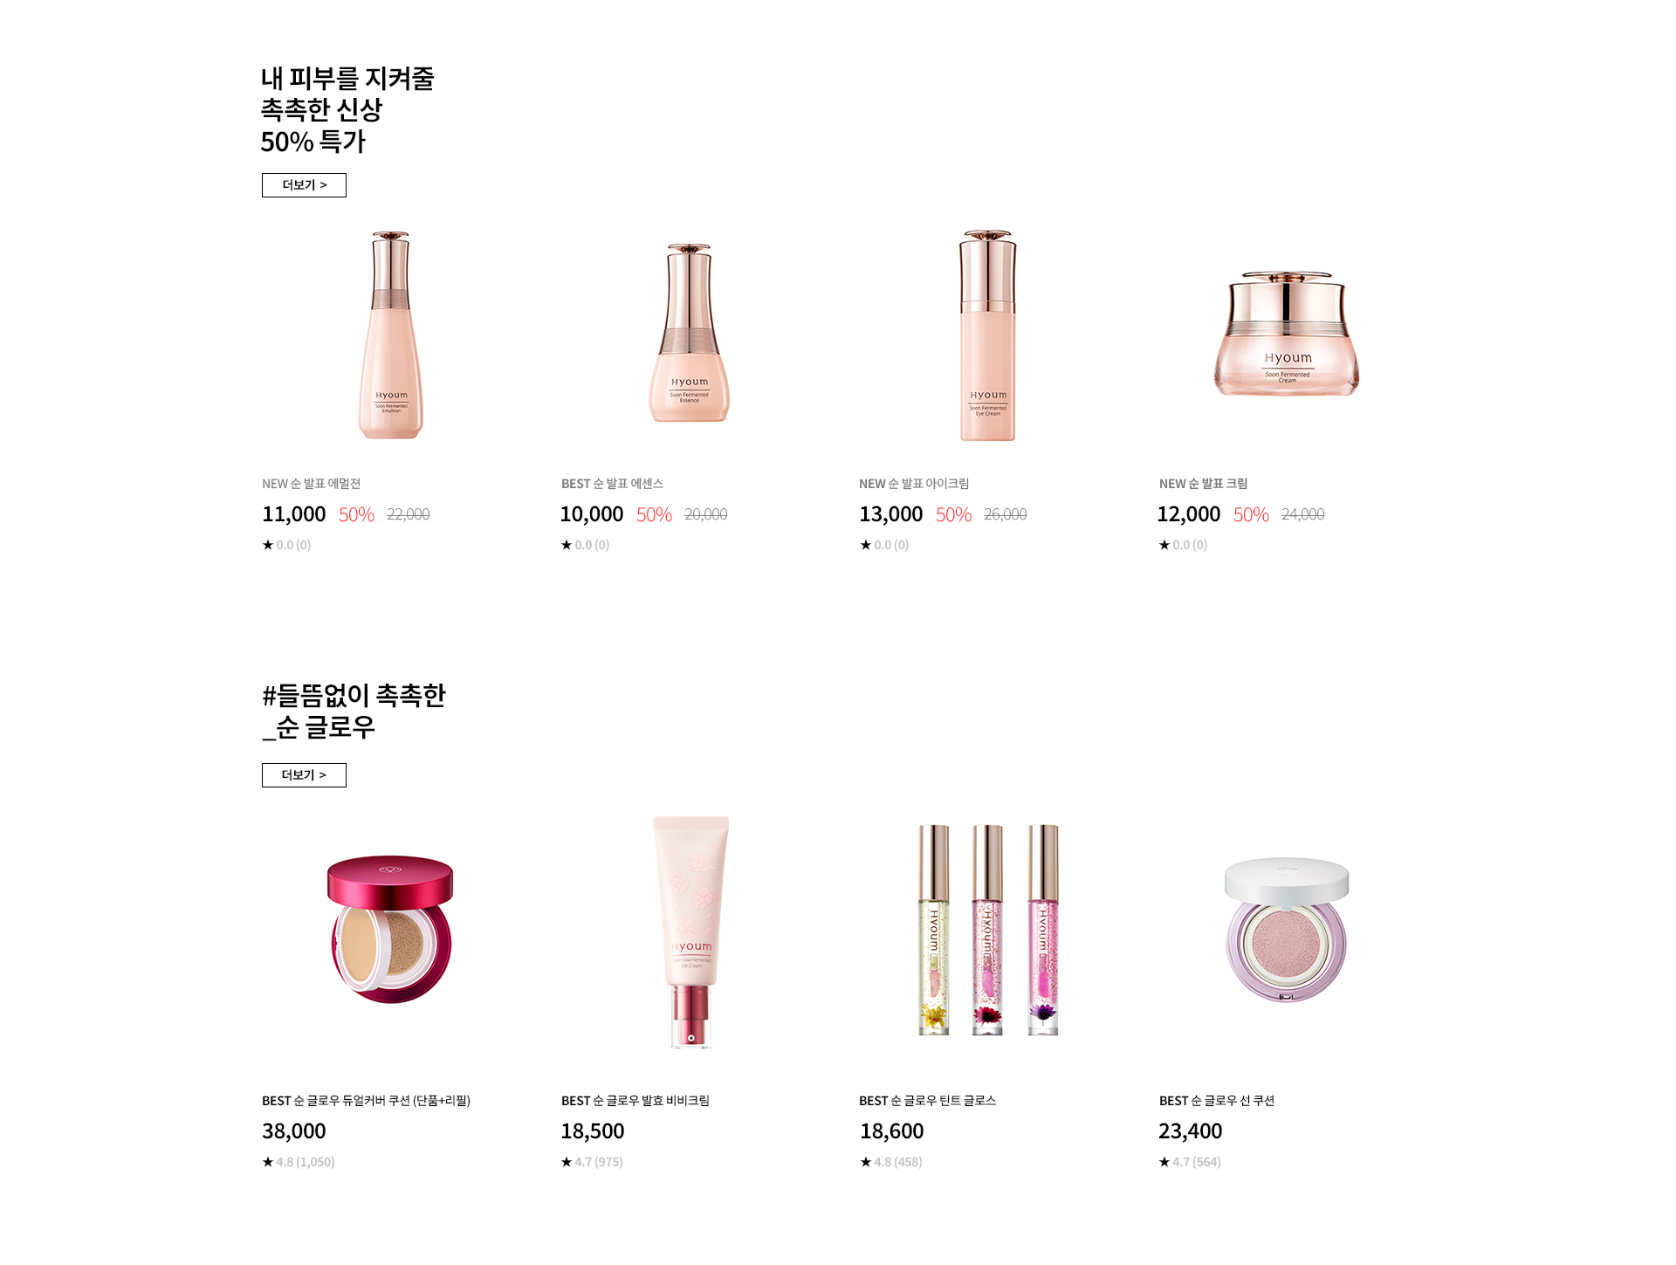 내 피부를 지켜줄
촉촉한 신상
50% 특가
더보기 >
Hyoum
Soon Fermented
Emulsion
Hyoum
Soon Fermented
Essence
Hyoum
Soon Fermented
Eye Cream
Hyoum
Soon Fermented
Cream
NEW 순 발표 에멀젼
11,000 50% 22,000
★ 0.0 (0)
BEST 순 발표 에센스
10,000 50% 20,000
★ 0.0 (0)
NEW 순 발표 아이크림
13,000 50% 26,000
★ 0.0 (0)
NEW 순 발표 크림
12,000 50% 24,000
★ 0.0 (0)
#들뜸없이 촉촉한
_순 글로우
더보기 >
Hyoum
BB Cream
Hyoum
Hyoum
Hyoum
BEST 순 글로우 듀얼커버 쿠션 (단품+리필)
38,000
★ 4.8 (1,050)
BEST 순 글로우 발효 비비크림
18,500
★ 4.7 (975)
BEST 순 글로우 틴트 글로스
18,600
★ 4.8 (458)
BEST 순 글로우 선 쿠션
23,400
★ 4.7 (564)